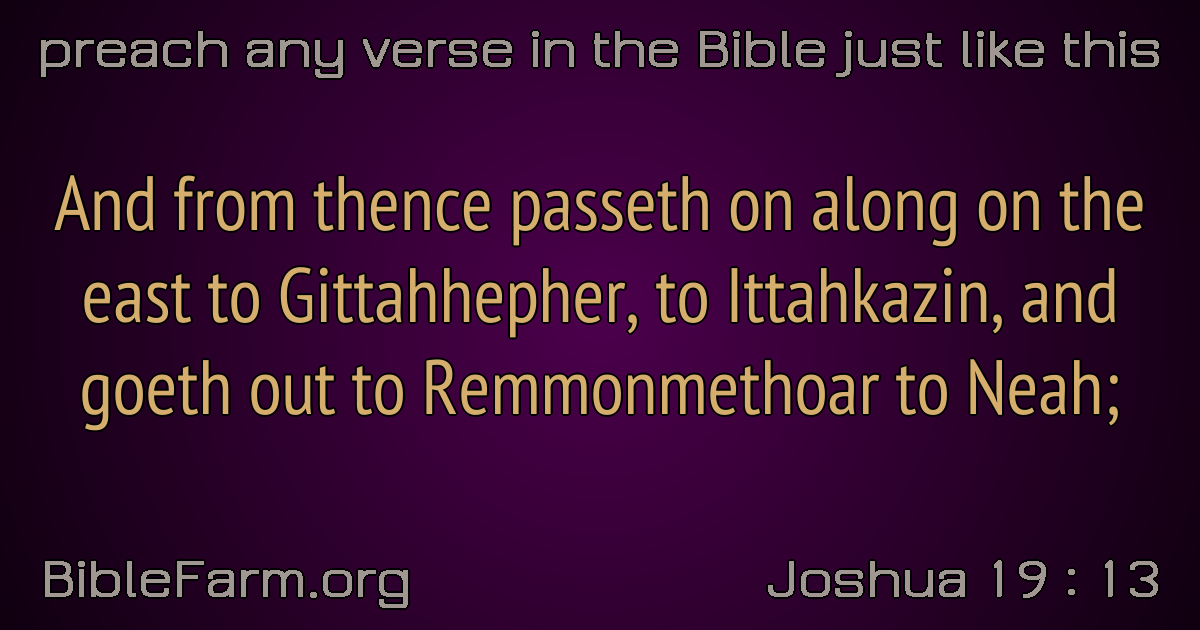 preach any verse in the Bible just like this
And from thence passeth on along on the
east to Gittahhepher, to Ittahkazin, and
goeth out to Remmonmethoar to Neah;
BibleFarm.org
Joshua 19 : 13